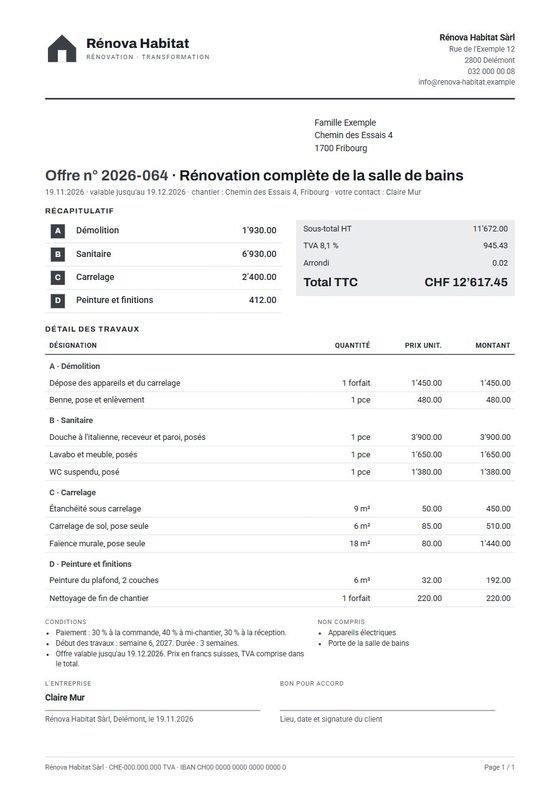 Rénova Habitat
RÉNOVATION · TRANSFORMATION
Rénova Habitat Sàrl
Rue de l'Exemple 12
2800 Delémont
032 000 00 08
info@renova-habitat.example
Famille Exemple
Chemin des Essais 4
1700 Fribourg
Offre n° 2026-064 · Rénovation complète de la salle de bains
19.11.2026 · valable jusqu'au 19.12.2026 · chantier : Chemin des Essais 4, Fribourg · votre contact : Claire Mur
RÉCAPITULATIF
A Démolition 1'930.00
B Sanitaire 6'930.00
C Carrelage 2'400.00
D Peinture et finitions 412.00
Sous-total HT 11'672.00
TVA 8,1 % 945.43
Arrondi 0.02
Total TTC CHF 12'617.45
DÉTAIL DES TRAVAUX
DÉSIGNATION QUANTITÉ PRIX UNIT. MONTANT
A · Démolition
Dépose des appareils et du carrelage 1 forfait 1'450.00 1'450.00
Benne, pose et enlèvement 1 pce 480.00 480.00
B · Sanitaire
Douche à l'italienne, receveur et paroi, posés 1 pce 3'900.00 3'900.00
Lavabo et meuble, posés 1 pce 1'650.00 1'650.00
WC suspendu, posé 1 pce 1'380.00 1'380.00
C · Carrelage
Étanchéité sous carrelage 9 m² 50.00 450.00
Carrelage de sol, pose seule 6 m² 85.00 510.00
Faïence murale, pose seule 18 m² 80.00 1'440.00
D · Peinture et finitions
Peinture du plafond, 2 couches 6 m² 32.00 192.00
Nettoyage de fin de chantier 1 forfait 220.00 220.00
CONDITIONS
• Paiement : 30 % à la commande, 40 % à mi-chantier, 30 % à la réception.
• Début des travaux : semaine 6, 2027. Durée : 3 semaines.
• Offre valable jusqu'au 19.12.2026. Prix en francs suisses, TVA comprise dans
le total.
NON COMPRIS
• Appareils électriques
• Porte de la salle de bains
L'ENTREPRISE
Claire Mur
Rénova Habitat Sàrl, Delémont, le 19.11.2026
BON POUR ACCORD
Lieu, date et signature du client
Rénova Habitat Sàrl · CHE-000.000.000 TVA · IBAN CH00 0000 0000 0000 0000 0
Page 1 / 1